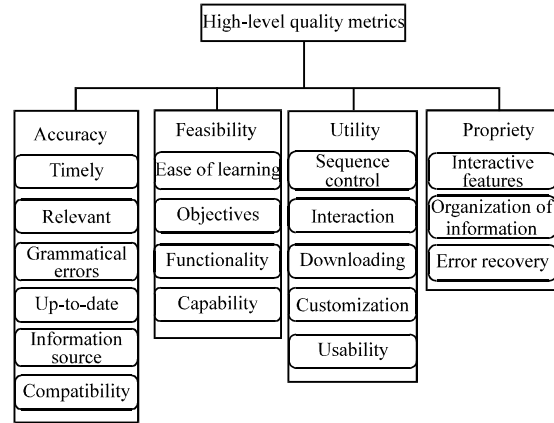 High-level quality metrics
Accuracy
Timely
Relevant
Grammatical
errors
Up-to-date
Information
source
Compatibility
Feasibility
Ease of learning
Objectives
Functionality
Capability
Utility
Sequence
control
Interaction
Downloading
Customization
Usability
Propriety
Interactive
features
Organization of
information
Error recovery